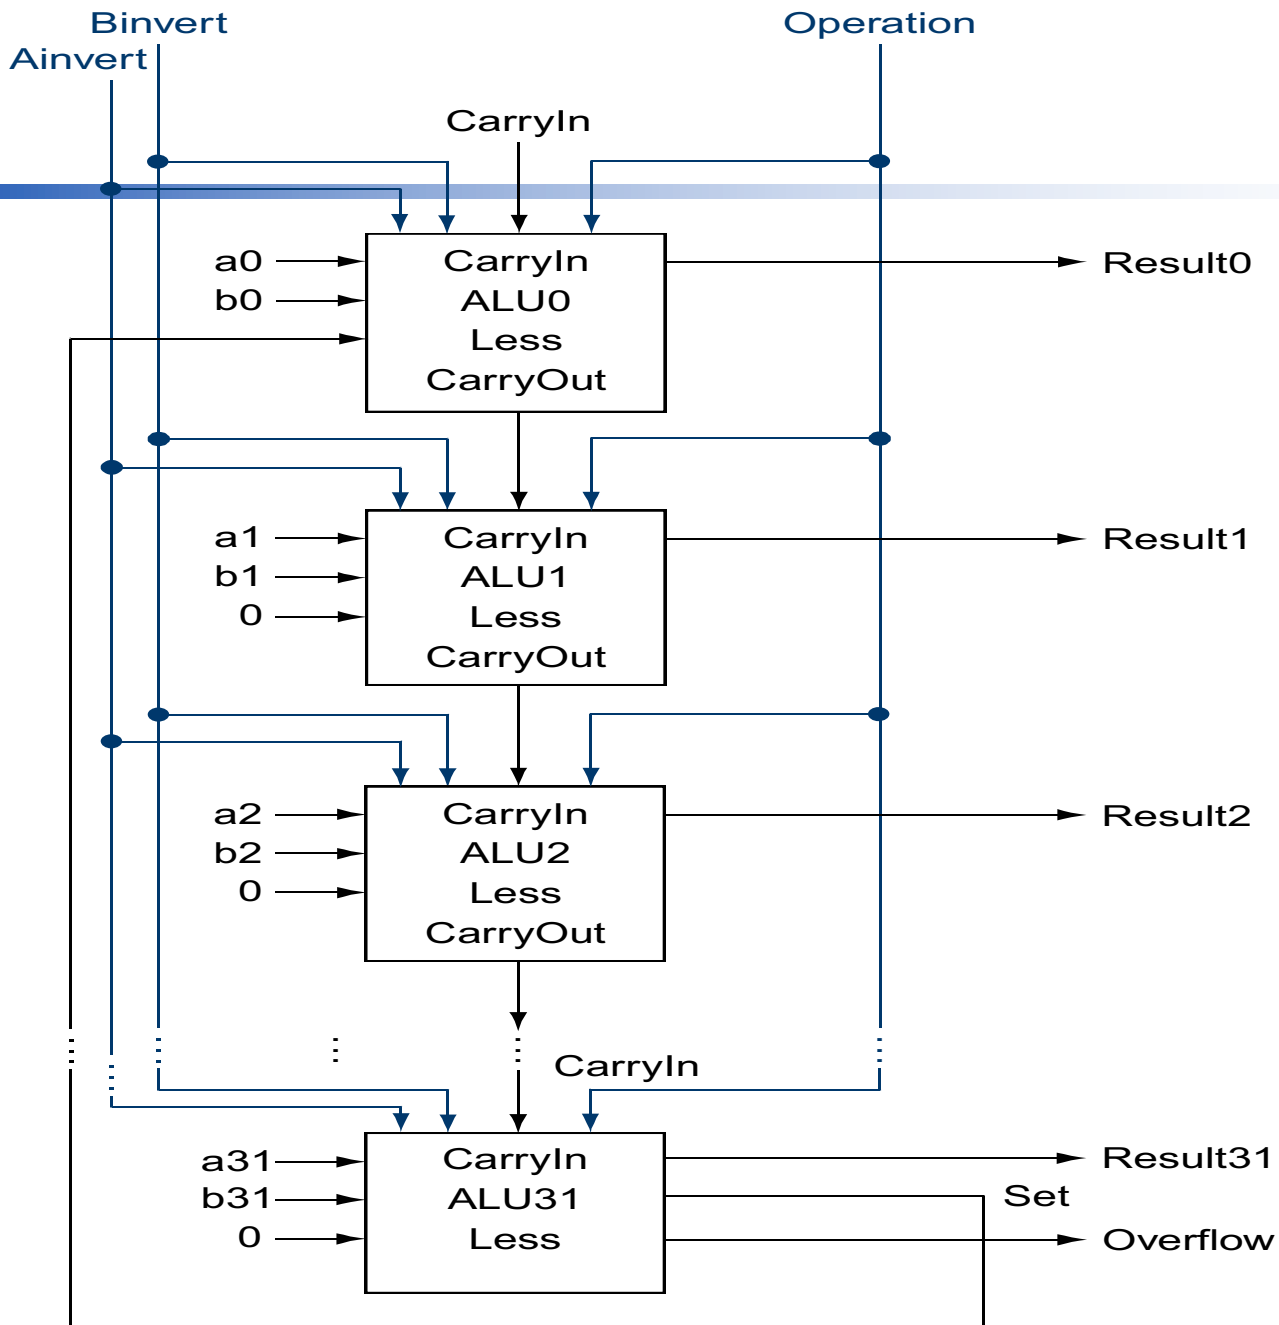 Binvert
Operation
Ainvert
CarryIn
a0
b0
CarryIn
ALU0
Less
CarryOut
Result0
a1
b1
0
CarryIn
ALU1
Less
CarryOut
Result1
a2
b2
0
CarryIn
ALU2
Less
CarryOut
Result2
CarryIn
a31
b31
0
CarryIn
ALU31
Less
Result31
Set
Overflow